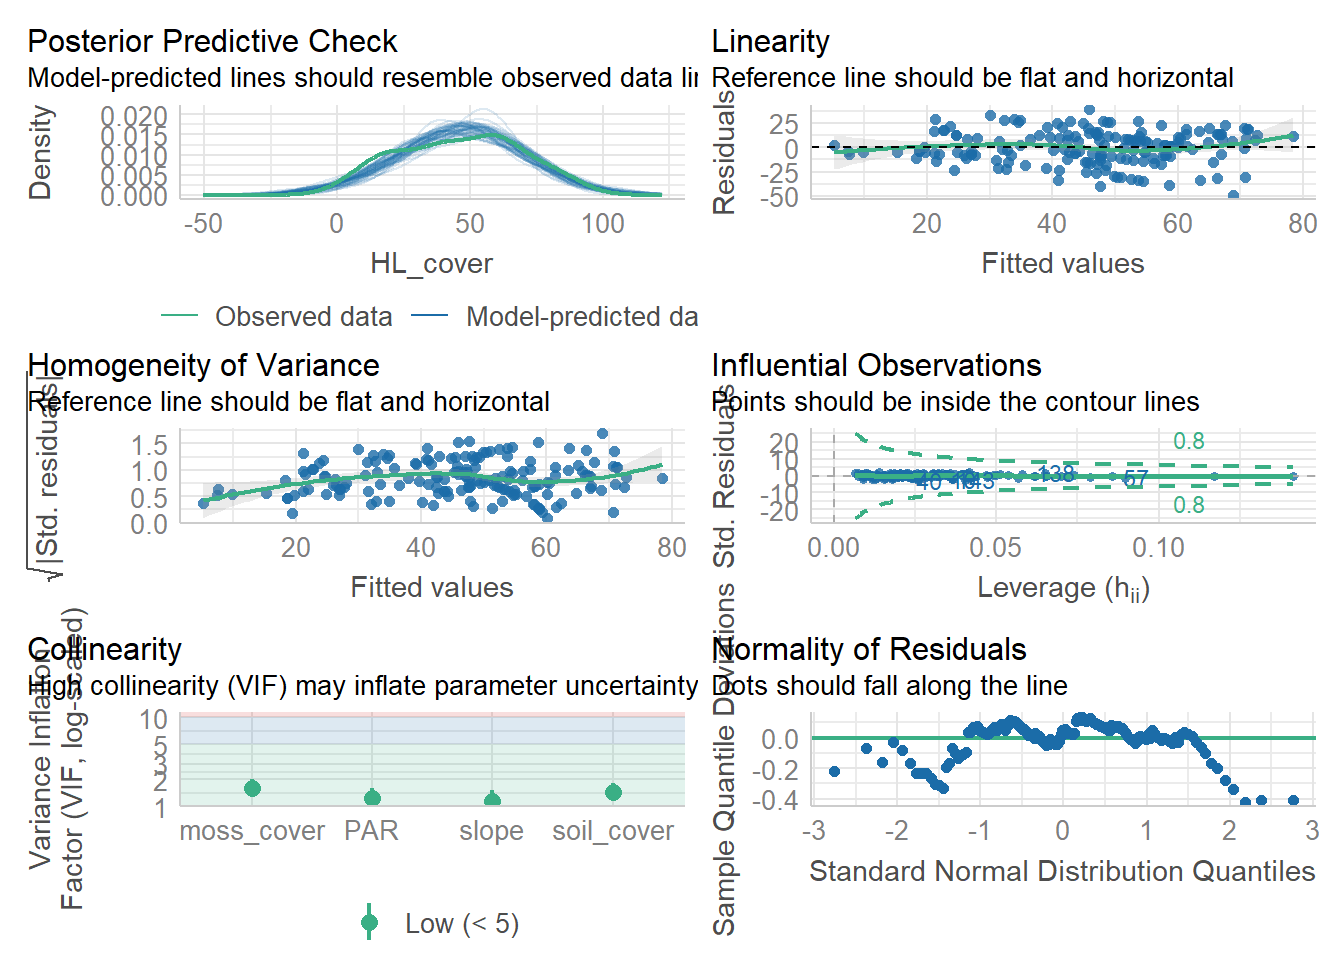 Posterior Predictive Check
Model-predicted lines should resemble observed data lin
Density
0.020
0.015
0.010
0.005
0.000
-50 0 50 100
HL_cover
Observed data Model-predicted da
Linearity
Reference line should be flat and horizontal
Residuals
25
0
-25
-50
20 40 60 80
Fitted values
Homogeneity of Variance
Reference line should be flat and horizontal
√|Std. residuals|
1.5
1.0
0.5
0.0
20 40 60 80
Fitted values
Influential Observations
Points should be inside the contour lines
Std. Residuals
20
10
0
-10
-20
0.8
138
57
40
143
0.8
0.00 0.05 0.10
Leverage (hii)
Collinearity
High collinearity (VIF) may inflate parameter uncertainty
Variance Inflation
Factor (VIF, log-scaled)
10
5
3
2
1
moss_cover PAR slope soil_cover
Low (< 5)
Normality of Residuals
Dots should fall along the line
Sample Quantile Deviations
0.0
-0.2
-0.4
-3 -2 -1 0 1 2 3
Standard Normal Distribution Quantiles